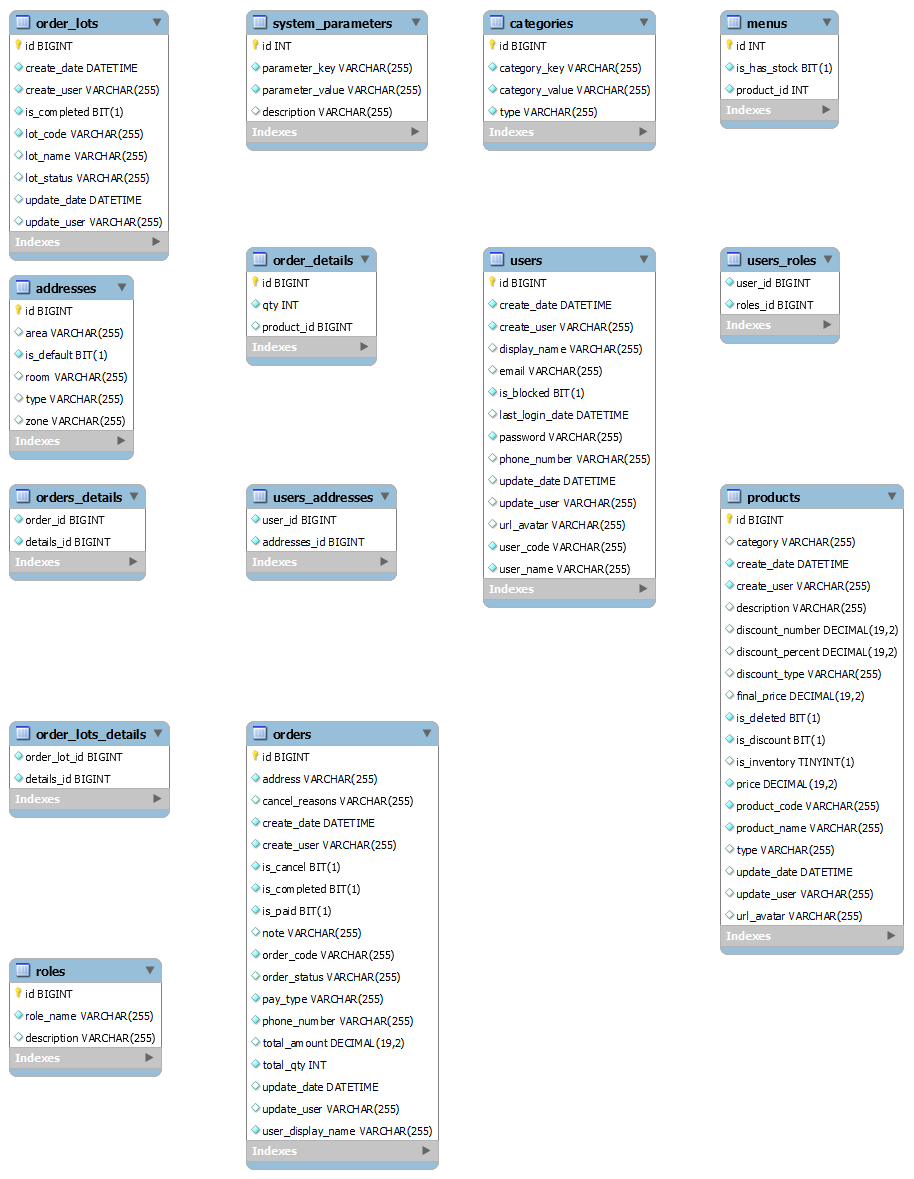 order_lots
id BIGINT
create_date DATETIME
create_user VARCHAR(255)
is_completed BIT(1)
lot_code VARCHAR(255)
lot_name VARCHAR(255)
lot_status VARCHAR(255)
update_date DATETIME
update_user VARCHAR(255)
Indexes
system_parameters
id INT
parameter_key VARCHAR(255)
parameter_value VARCHAR(255)
description VARCHAR(255)
Indexes
categories
id BIGINT
category_key VARCHAR(255)
category_value VARCHAR(255)
type VARCHAR(255)
Indexes
menus
id INT
is_has_stock BIT(1)
product_id INT
Indexes
addresses
id BIGINT
area VARCHAR(255)
is_default BIT(1)
room VARCHAR(255)
type VARCHAR(255)
zone VARCHAR(255)
Indexes
order_details
id BIGINT
qty INT
product_id BIGINT
Indexes
users
id BIGINT
create_date DATETIME
create_user VARCHAR(255)
display_name VARCHAR(255)
email VARCHAR(255)
is_blocked BIT(1)
last_login_date DATETIME
password VARCHAR(255)
phone_number VARCHAR(255)
update_date DATETIME
update_user VARCHAR(255)
url_avatar VARCHAR(255)
user_code VARCHAR(255)
user_name VARCHAR(255)
Indexes
users_roles
user_id BIGINT
roles_id BIGINT
Indexes
orders_details
order_id BIGINT
details_id BIGINT
Indexes
users_addresses
user_id BIGINT
addresses_id BIGINT
Indexes
products
id BIGINT
category VARCHAR(255)
create_date DATETIME
create_user VARCHAR(255)
description VARCHAR(255)
discount_number DECIMAL(19,2)
discount_percent DECIMAL(19,2)
discount_type VARCHAR(255)
final_price DECIMAL(19,2)
is_deleted BIT(1)
is_discount BIT(1)
is_inventory TINYINT(1)
price DECIMAL(19,2)
product_code VARCHAR(255)
product_name VARCHAR(255)
type VARCHAR(255)
update_date DATETIME
update_user VARCHAR(255)
url_avatar VARCHAR(255)
Indexes
order_lots_details
order_lot_id BIGINT
details_id BIGINT
Indexes
orders
id BIGINT
address VARCHAR(255)
cancel_reasons VARCHAR(255)
create_date DATETIME
create_user VARCHAR(255)
is_cancel BIT(1)
is_completed BIT(1)
is_paid BIT(1)
note VARCHAR(255)
order_code VARCHAR(255)
order_status VARCHAR(255)
pay_type VARCHAR(255)
phone_number VARCHAR(255)
total_amount DECIMAL(19,2)
total_qty INT
update_date DATETIME
update_user VARCHAR(255)
user_display_name VARCHAR(255)
Indexes
roles
id BIGINT
role_name VARCHAR(255)
description VARCHAR(255)
Indexes